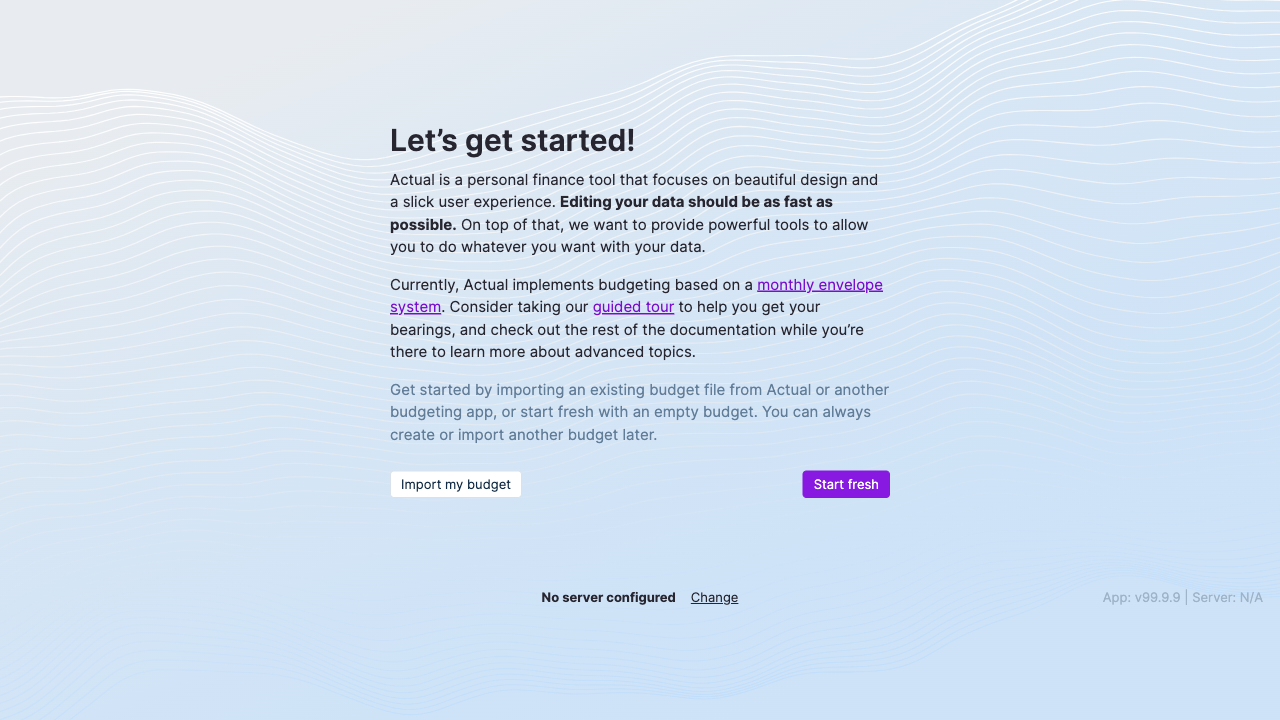 Let’s get started!
Actual is a personal finance tool that focuses on beautiful design and
a slick user experience. Editing your data should be as fast as
possible. On top of that, we want to provide powerful tools to allow
you to do whatever you want with your data.
Currently, Actual implements budgeting based on a monthly envelope
system. Consider taking our guided tour to help you get your
bearings, and check out the rest of the documentation while you’re
there to learn more about advanced topics.
Get started by importing an existing budget file from Actual or another
budgeting app, or start fresh with an empty budget. You can always
create or import another budget later.
Import my budget Start fresh
No server configured Change App: v99.9.9 | Server: N/A